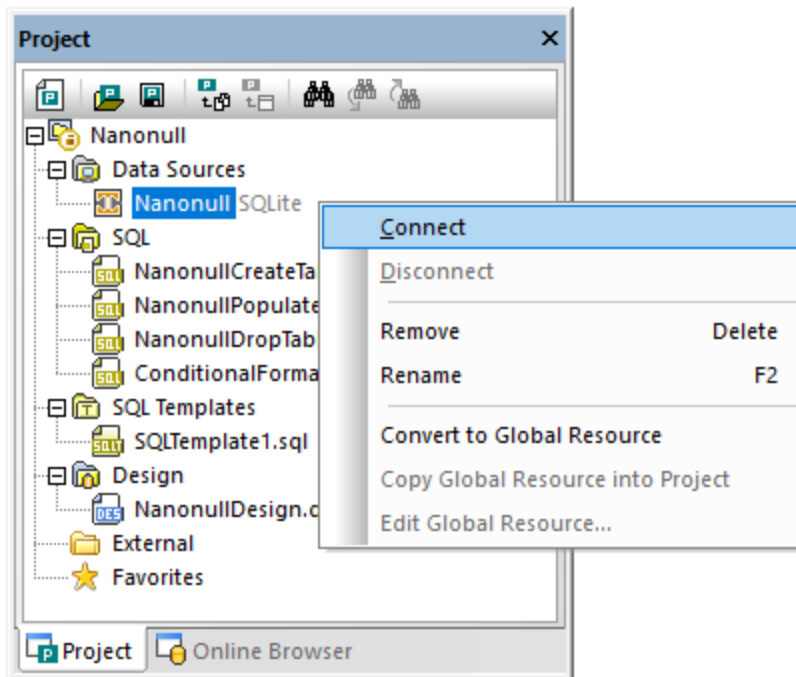 Project
Nanonull
Data Sources
Nanonull SQLite
SQL
NanonullCreateTa
NanonullPopulate
NanonullDropTab
ConditionalForma
SQL Templates
SQLTemplate1.sql
Design
NanonullDesign.d
External
Favorites
Connect
Disconnect
Remove Delete
Rename F2
Convert to Global Resource
Copy Global Resource into Project
Edit Global Resource...
Project Online Browser